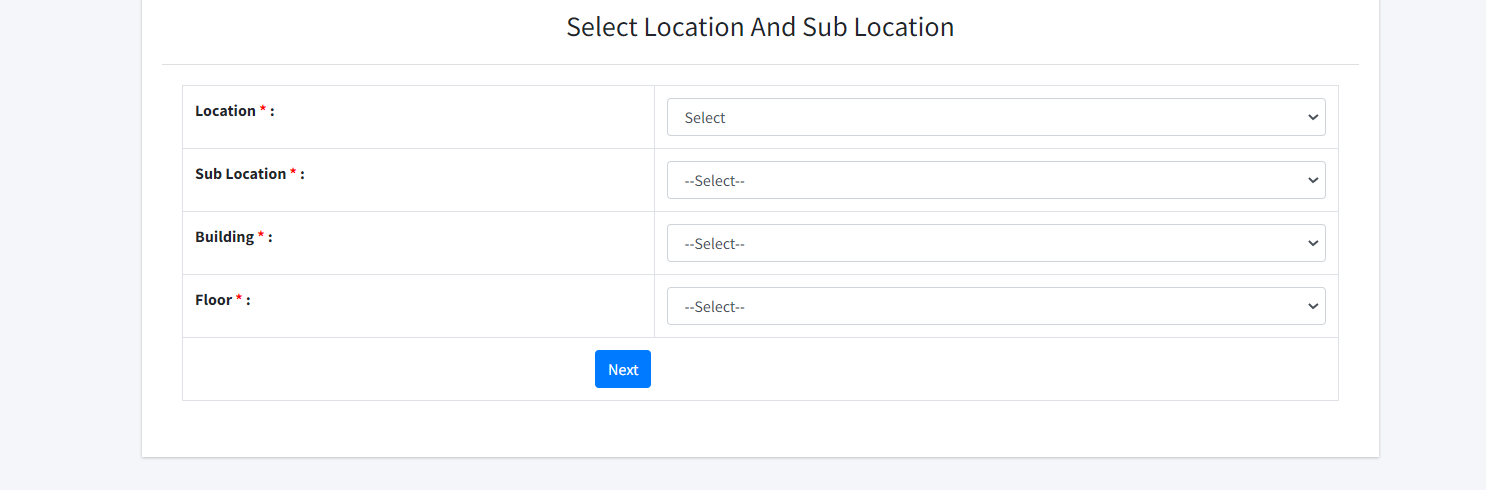 Select Location And Sub Location
Location * :
Select
Sub Location * :
--Select--
Building * :
--Select--
Floor * :
--Select--
Next